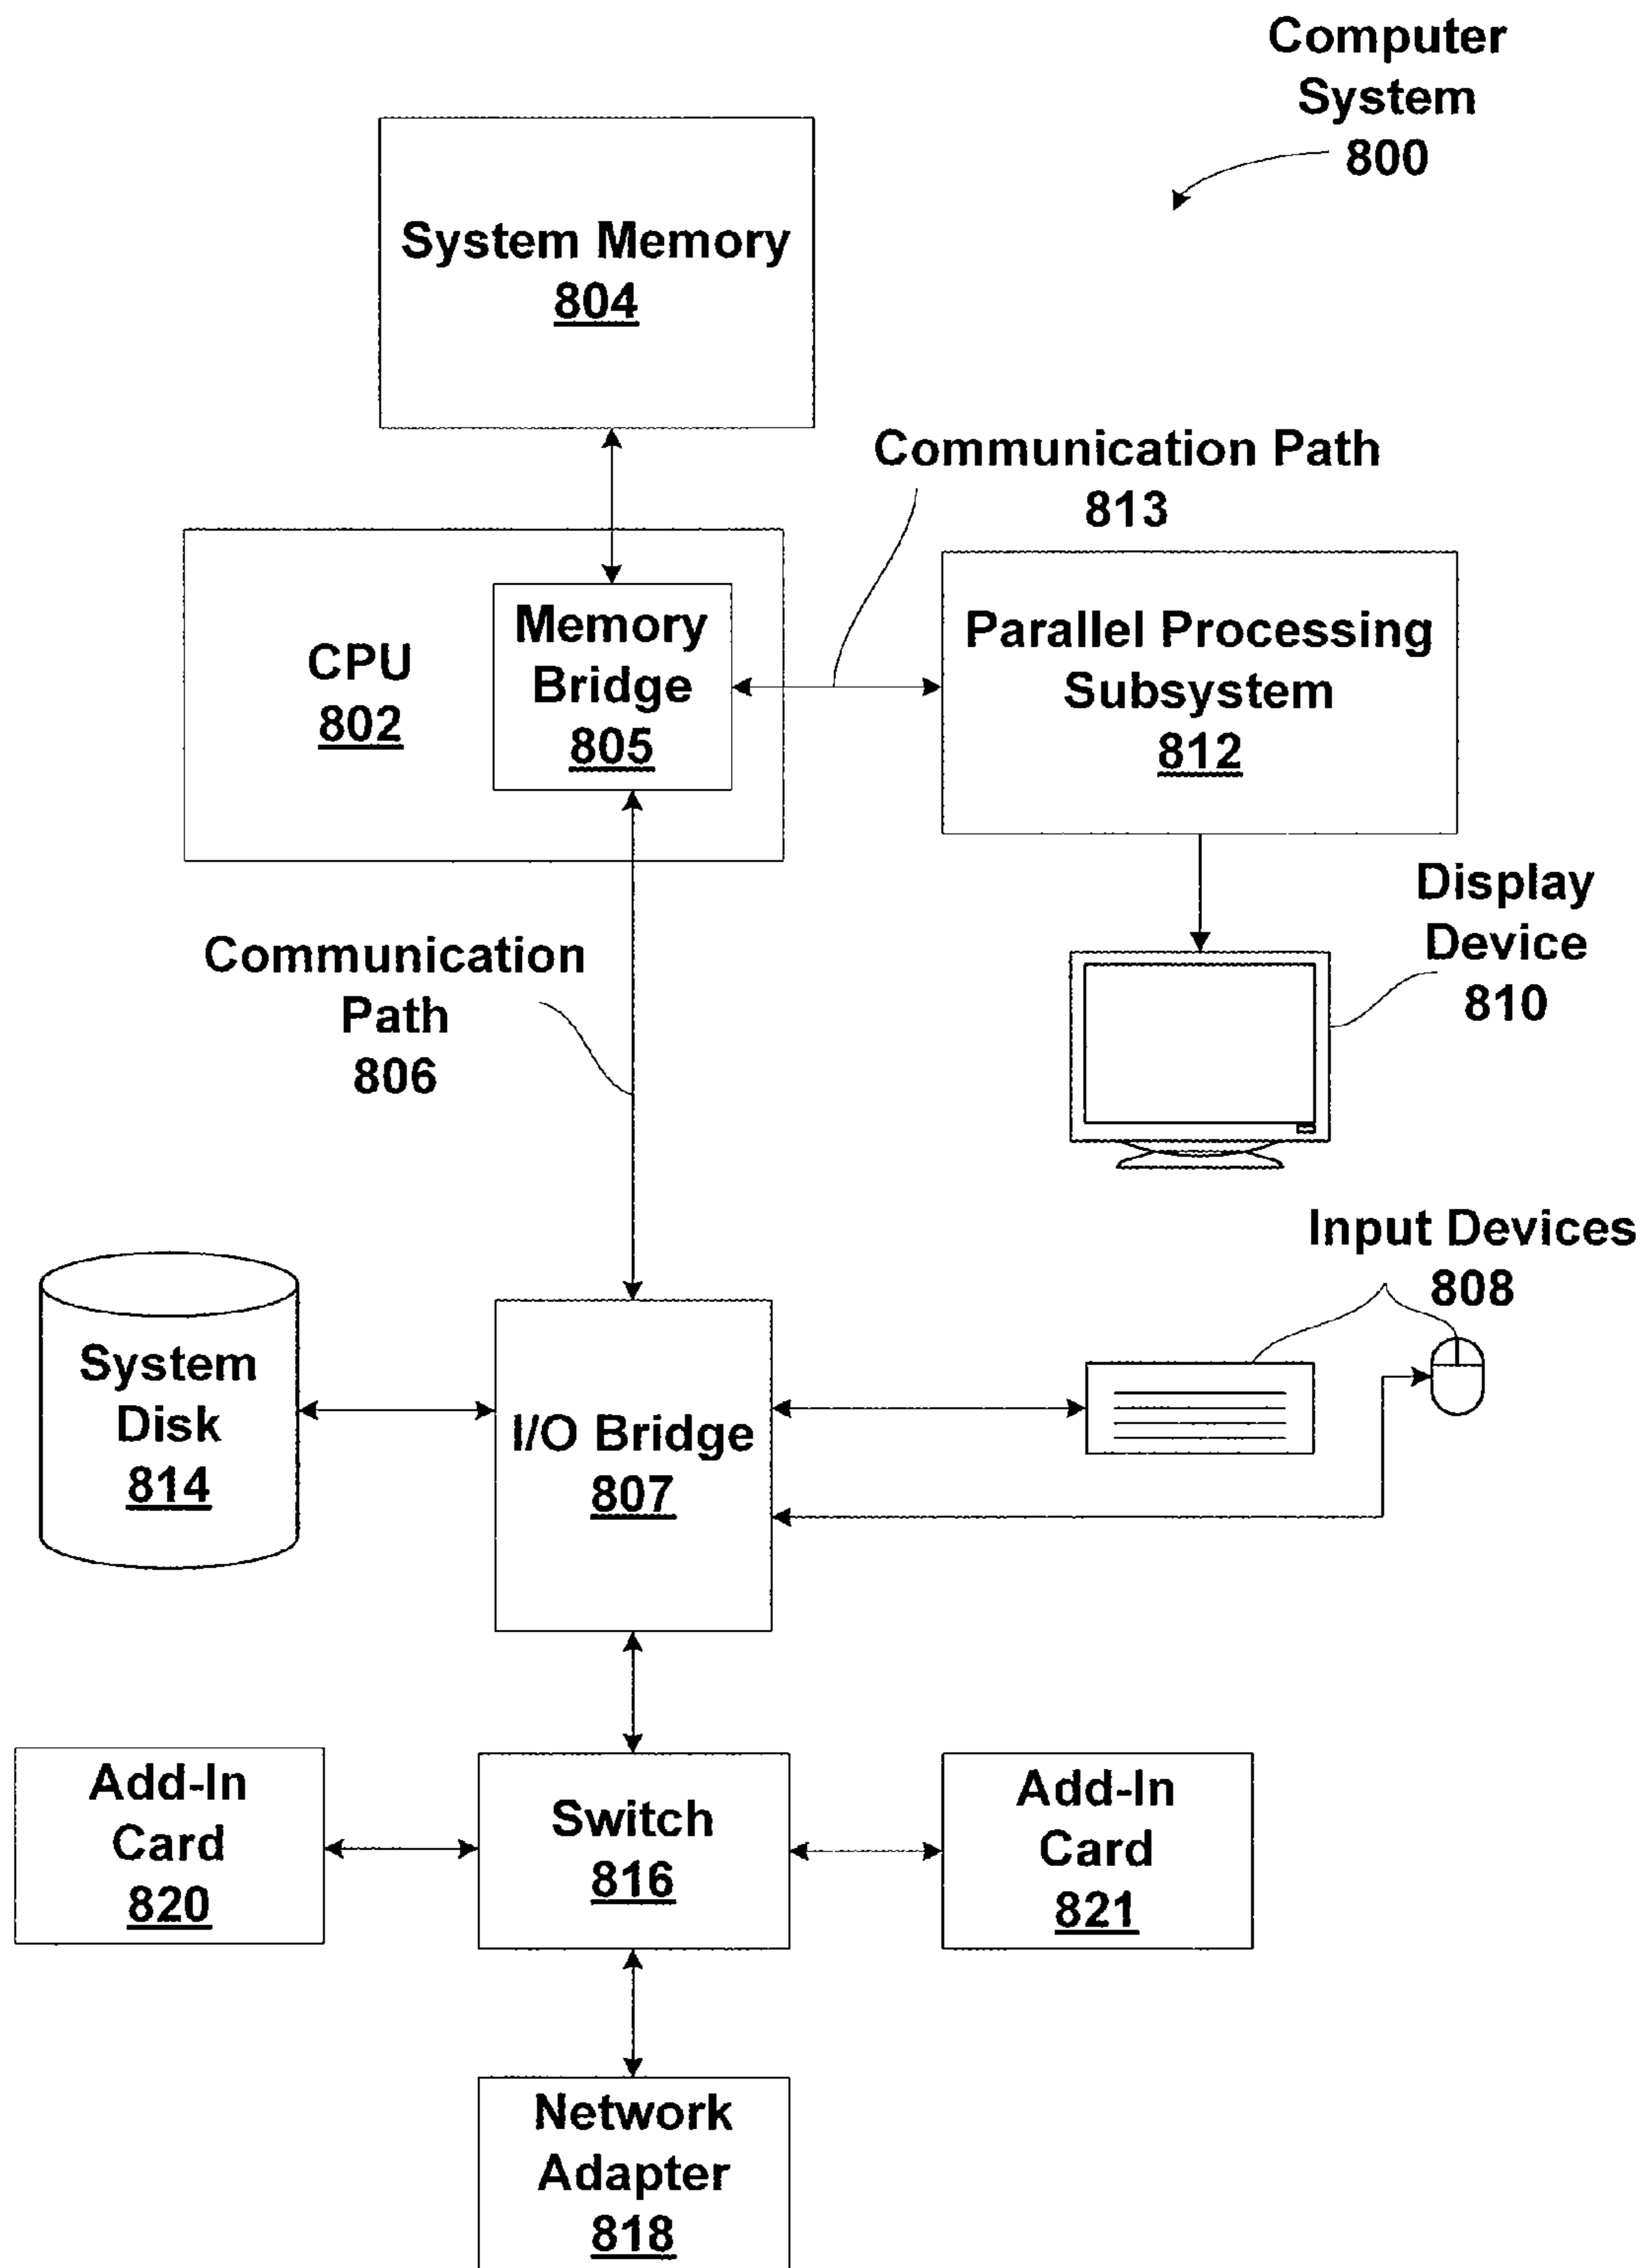 Computer
System
800
System Memory
804
Communication Path
813
CPU
802
Memory
Bridge
805
Parallel Processing
Subsystem
812
Display
Device
810
Communication
Path
806
Input Devices
808
System
Disk
814
I/O Bridge
807
Add-In
Card
820
Switch
816
Add-In
Card
821
Network
Adapter
818